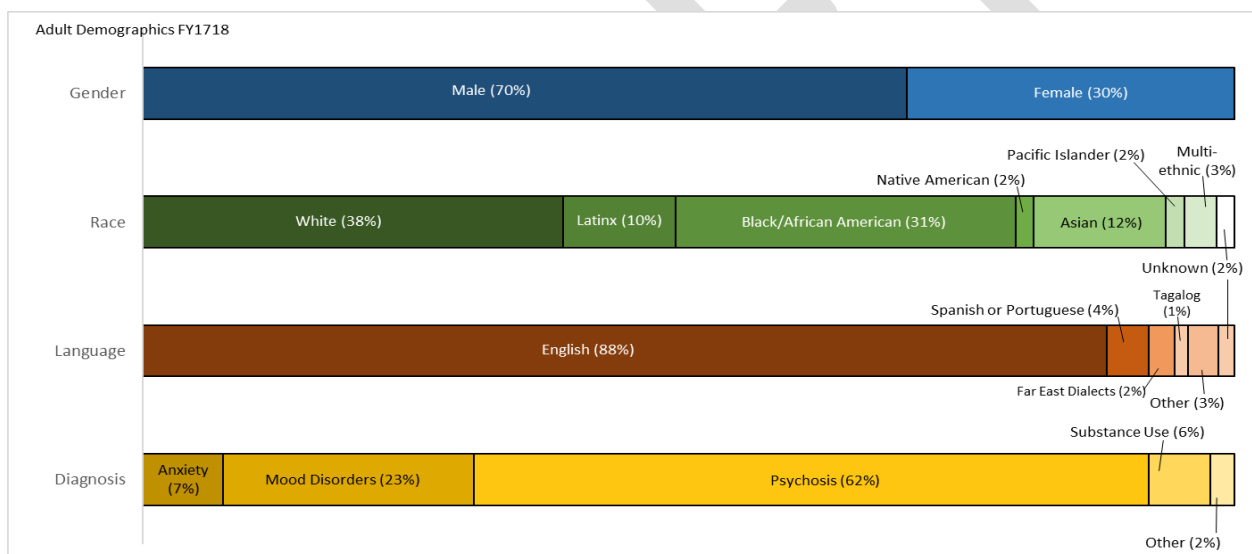 Adult Demographics FY1718
Gender
Male (70%)
Female (30%)
Race
White (38%)
Latinx (10%)
Black/African American (31%)
Native American (2%)
Asian (12%)
Pacific Islander (2%)
Multi-
ethnic (3%)
Unknown (2%)
Language
English (88%)
Spanish or Portuguese (4%)
Far East Dialects (2%)
Tagalog
(1%)
Other (3%)
Diagnosis
Anxiety
(7%)
Mood Disorders (23%)
Psychosis (62%)
Substance Use (6%)
Other (2%)